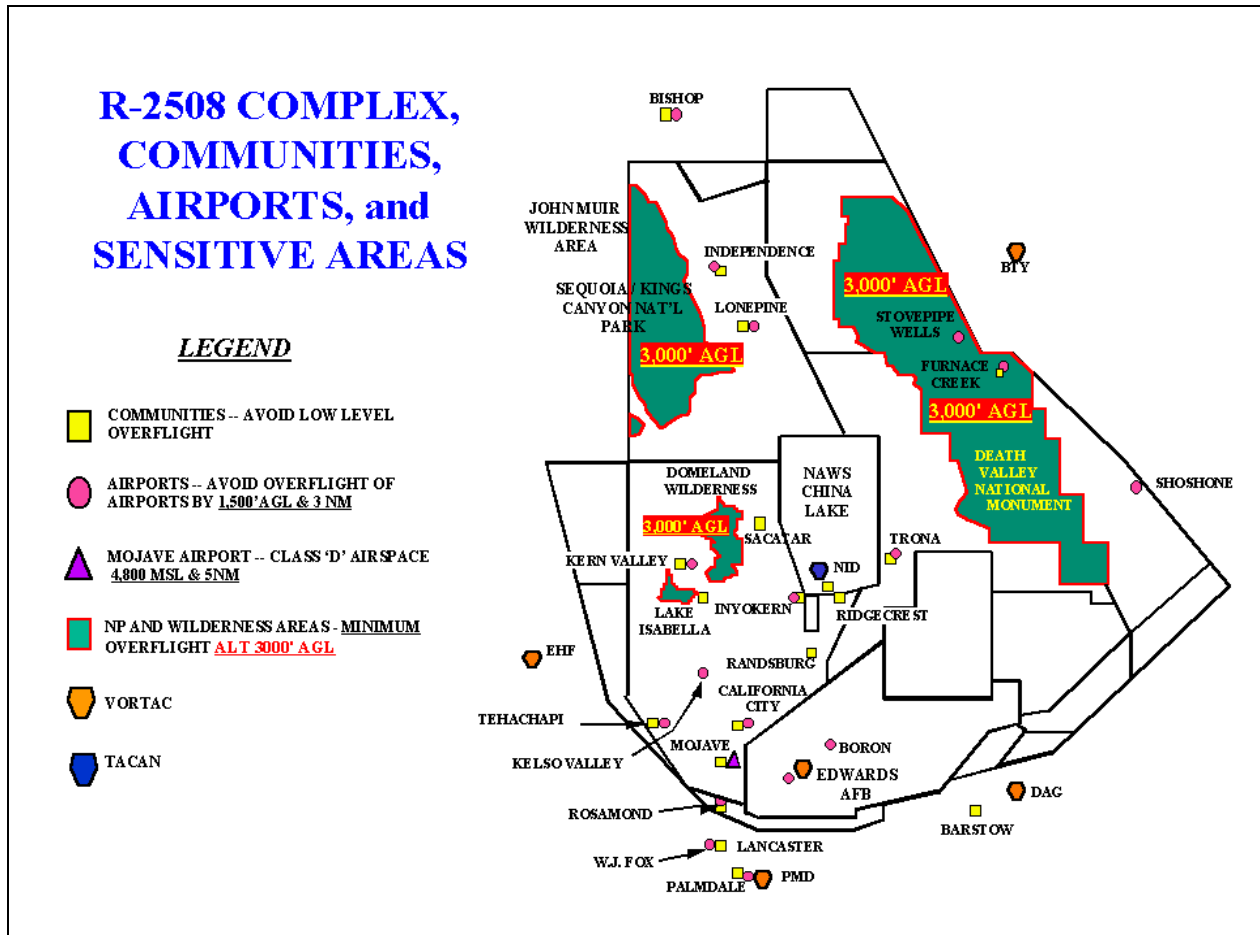 R-2508 COMPLEX,
COMMUNITIES,
AIRPORTS, and
SENSITIVE AREAS
LEGEND
COMMUNITIES -- AVOID LOW LEVEL
OVERFLIGHT
AIRPORTS -- AVOID OVERFLIGHT OF
AIRPORTS BY 1,500'AGL & 3 NM
MOJAVE AIRPORT -- CLASS ‘D’ AIRSPACE
4,800 MSL & 5NM
NP AND WILDERNESS AREAS - MINIMUM
OVERFLIGHT ALT 3000' AGL
VORTAC
TACAN
BISHOP
JOHN MUIR
WILDERNESS
AREA
INDEPENDENCE
SEQUOIA / KINGS
CANYON NAT'L
PARK
LONEPINE
3,000' AGL
BTY
3,000' AGL
STOVEPIPE
WELLS
FURNACE
CREEK
3,000' AGL
DEATH
VALLEY
NATIONAL
MONUMENT
SHOSHONE
DOMELAND
WILDERNESS
NAWS
CHINA
LAKE
3,000' AGL
SACATAR
KERN VALLEY
TRONA
NID
LAKE
ISABELLA
INYOKERN
RIDGECREST
EHF
RANDSBURG
CALIFORNIA
CITY
TEHACHAPI
MOJAVE
KELSO VALLEY
BORON
EDWARDS
AFB
DAG
ROSAMOND
BARSTOW
LANCASTER
W.J. FOX
PALMDALE
PMD